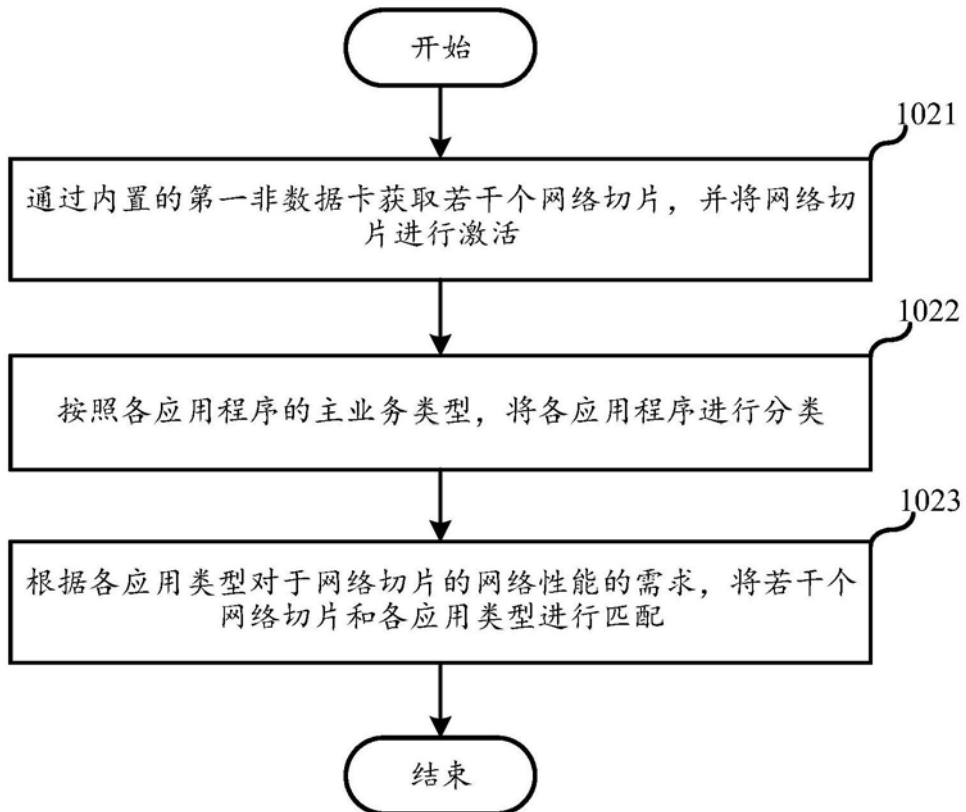 开始
1021
通过内置的第一非数据卡获取若干个网络切片，并将网络切
片进行激活
1022
按照各应用程序的主业务类型，将各应用程序进行分类
1023
根据各应用类型对于网络切片的网络性能的需求，将若干个
网络切片和各应用类型进行匹配
结束